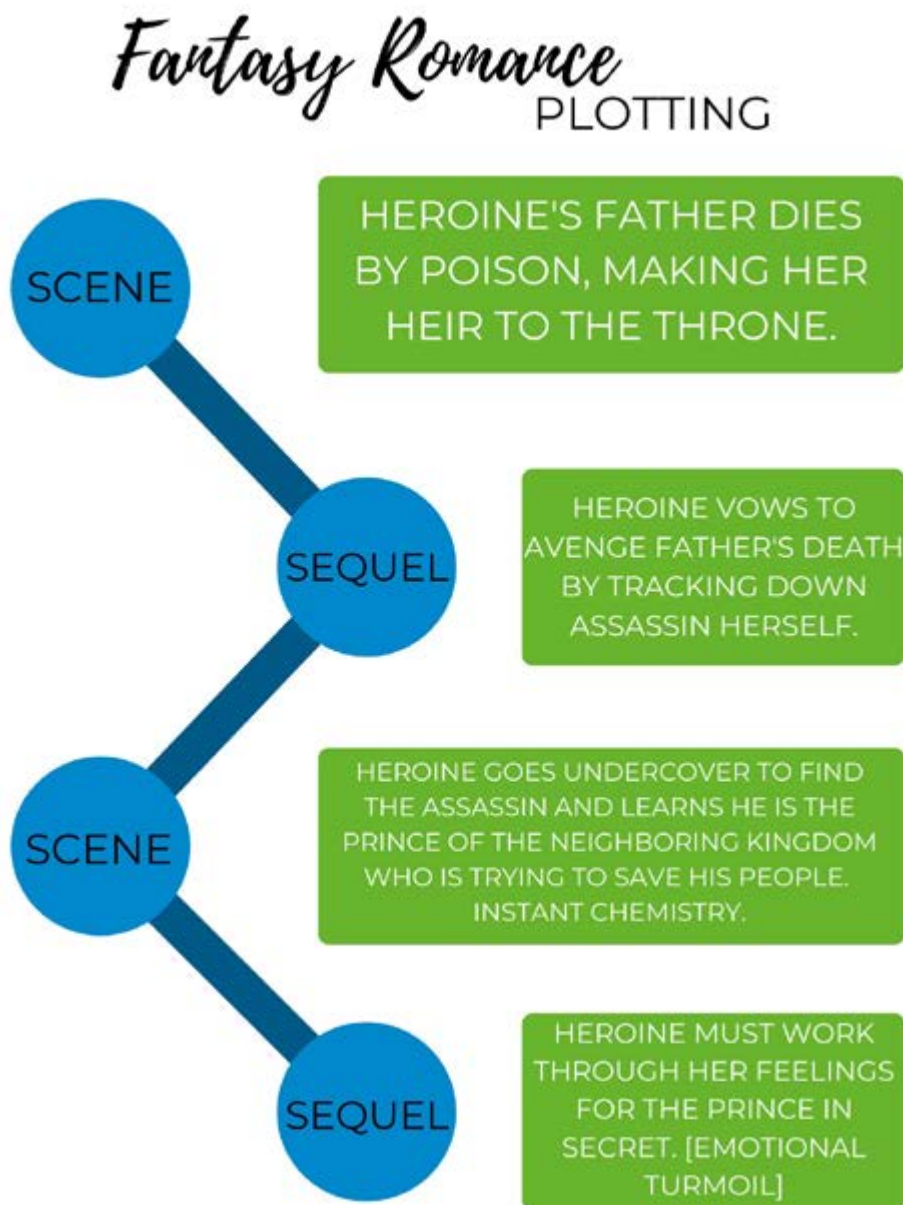 Fantasy Romance
PLOTTING
SCENE
HEROINE'S FATHER DIES
BY POISON, MAKING HER
HEIR TO THE THRONE.
SEQUEL
HEROINE VOWS TO
AVENGE FATHER'S DEATH
BY TRACKING DOWN
ASSASSIN HERSELF.
SCENE
HEROINE GOES UNDERCOVER TO FIND
THE ASSASSIN AND LEARNS HE IS THE
PRINCE OF THE NEIGHBORING KINGDOM
WHO IS TRYING TO SAVE HIS PEOPLE.
INSTANT CHEMISTRY.
SEQUEL
HEROINE MUST WORK
THROUGH HER FEELINGS
FOR THE PRINCE IN
SECRET. [EMOTIONAL
TURMOIL]